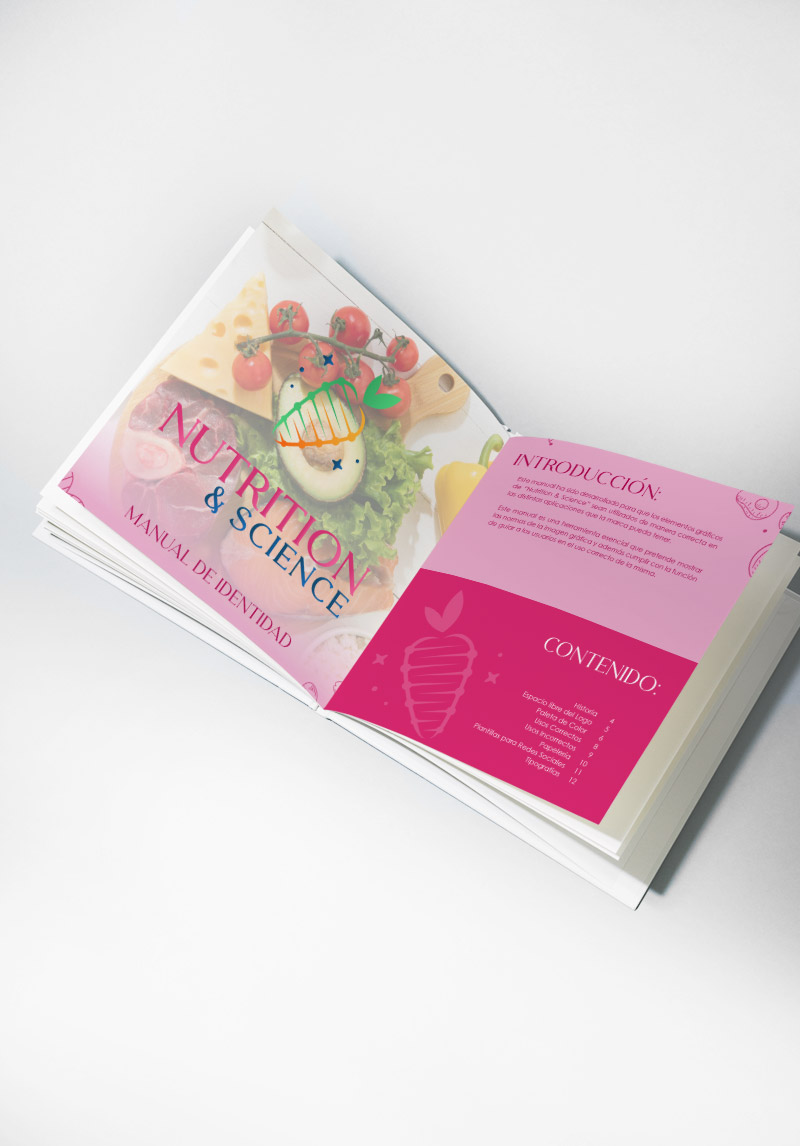 NUTRITION
& SCIENCE
MANUAL DE IDENTIDAD
INTRODUCCIÓN:
Este manual ha sido desarrollado para que los elementos gráficos
de "Nutrition & Science" sean utilizados de manera correcta en
las distintas aplicaciones que la marca pueda tener.
Este manual es una herramienta esencial que pretende mostrar
las normas de la imagen gráfica y además cumplir con la función
de guiar a los usuarios en el uso correcto de la misma.
CONTENIDO:
Historia 4
Espacio libre del Logo 5
Paleta de Color 6
Usos Correctos 8
Usos Incorrectos 9
Papelería 10
Plantillas para Redes Sociales 11
Tipografías 12